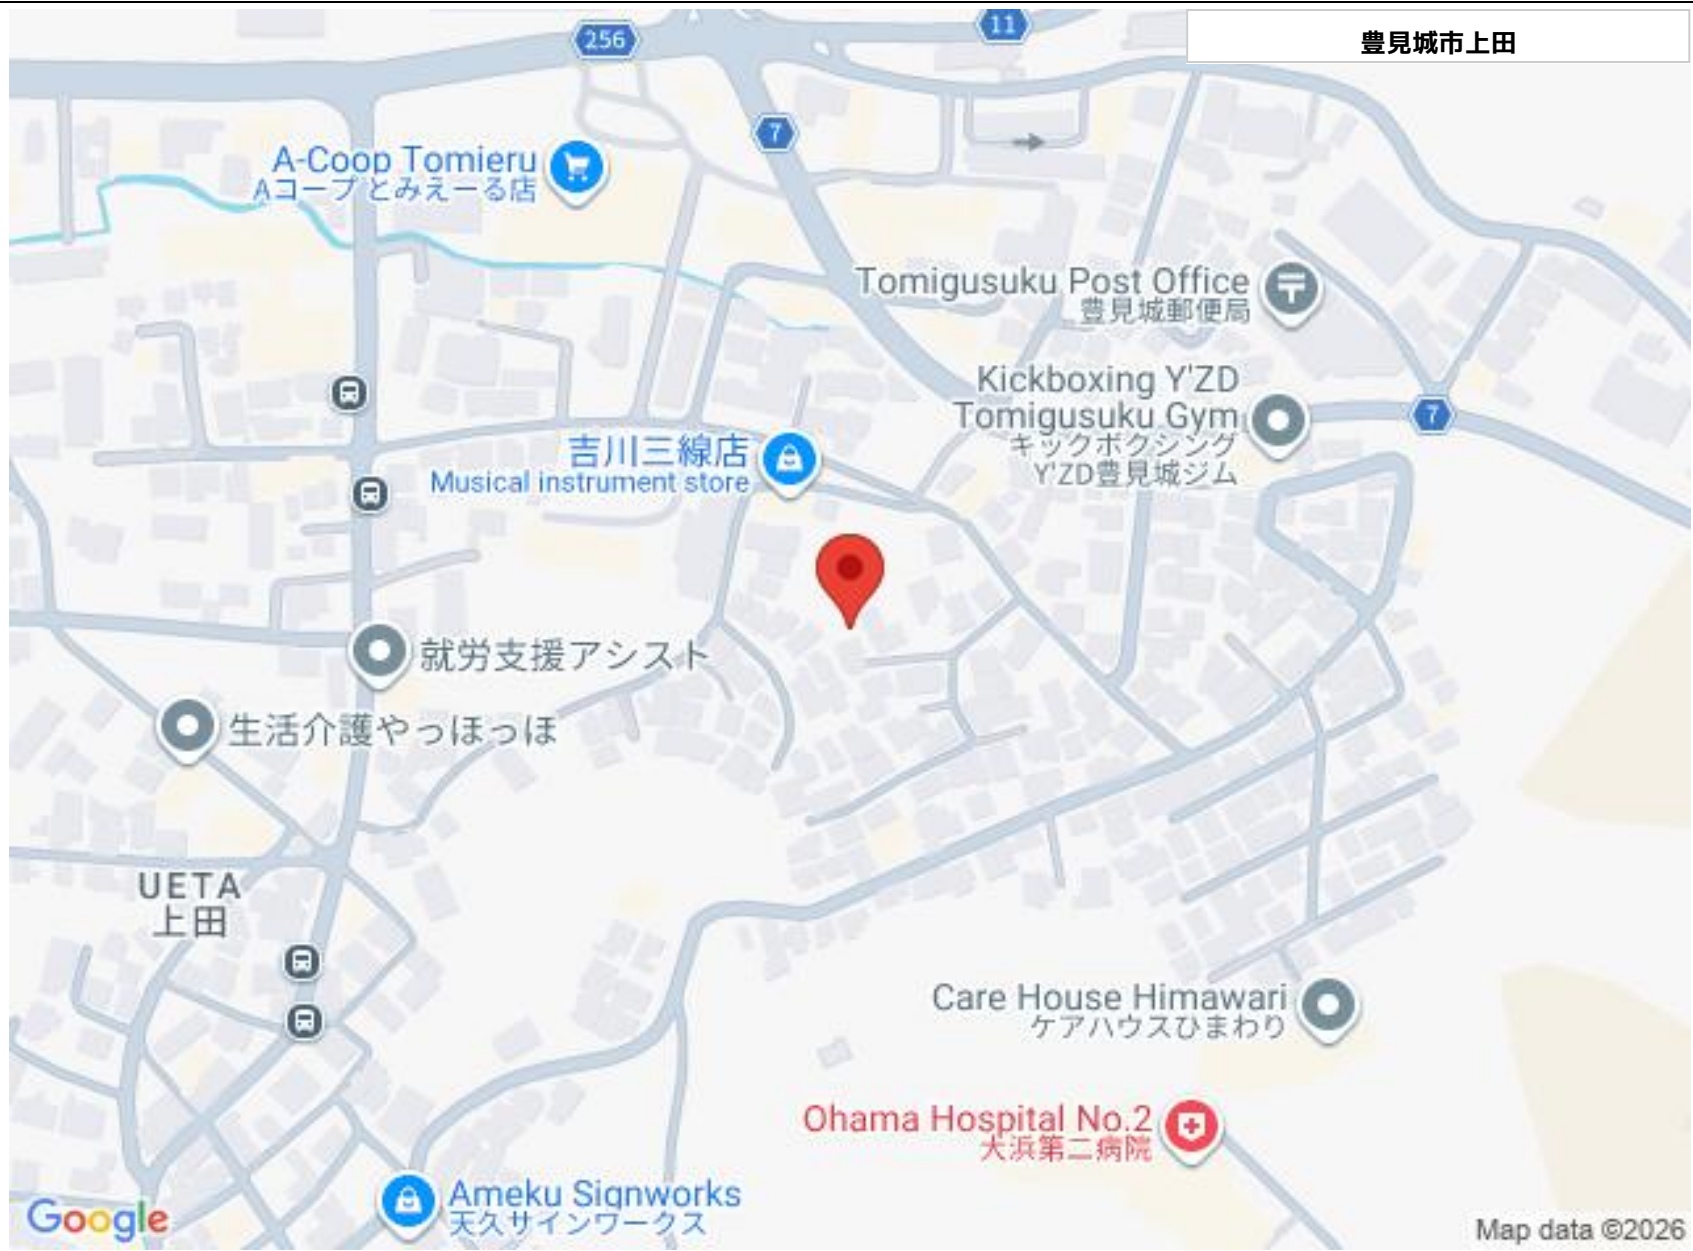 豊見城市上田
256
11
7
A-Coop Tomieru
Aコープ とみえーる店
Tomigusuku Post Office
豊見城郵便局
Kickboxing Y'ZD
Tomigusuku Gym
キックボクシング
Y'ZD豊見城ジム
7
吉川三線店
Musical instrument store
就労支援アシスト
生活介護やっほっほ
UETA
上田
Care House Himawari
ケアハウスひまわり
Ohama Hospital No.2
大浜第二病院
Ameku Signworks
天久サインワークス
Google
Map data ©2026